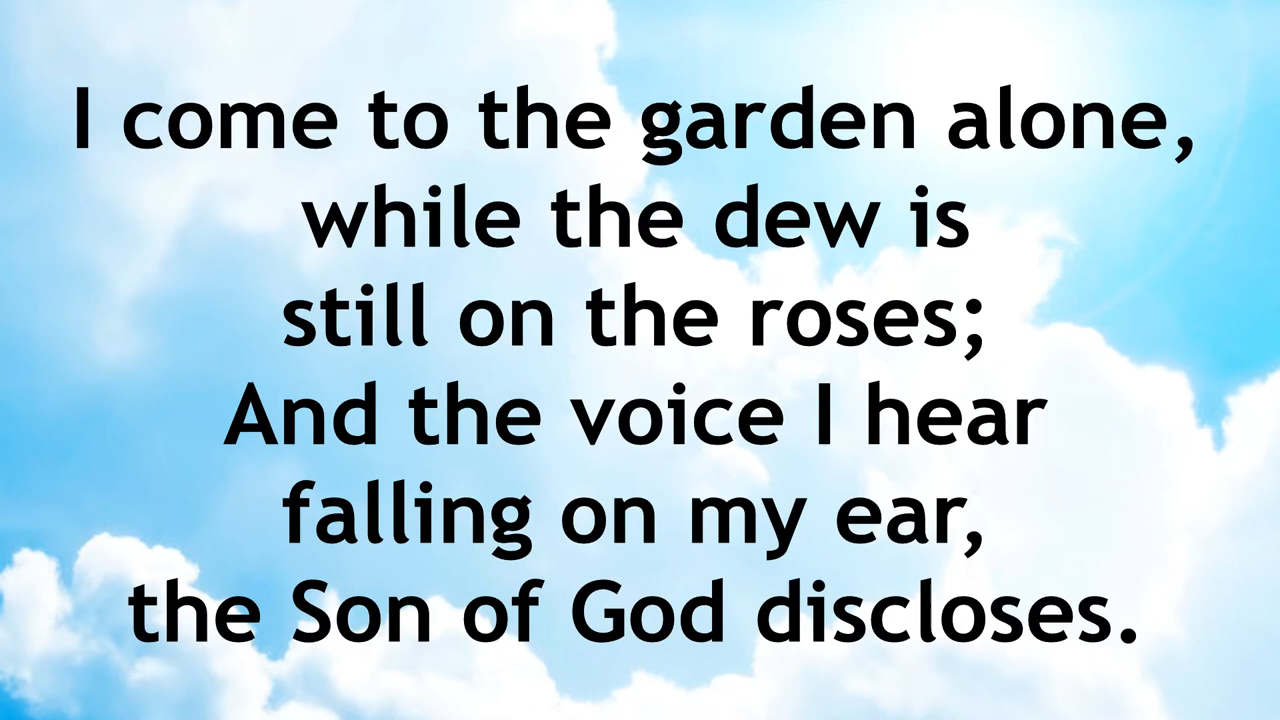 I come to the garden alone,
while the dew is
still on the roses;
And the voice I hear
falling on my ear,
the Son of God discloses.